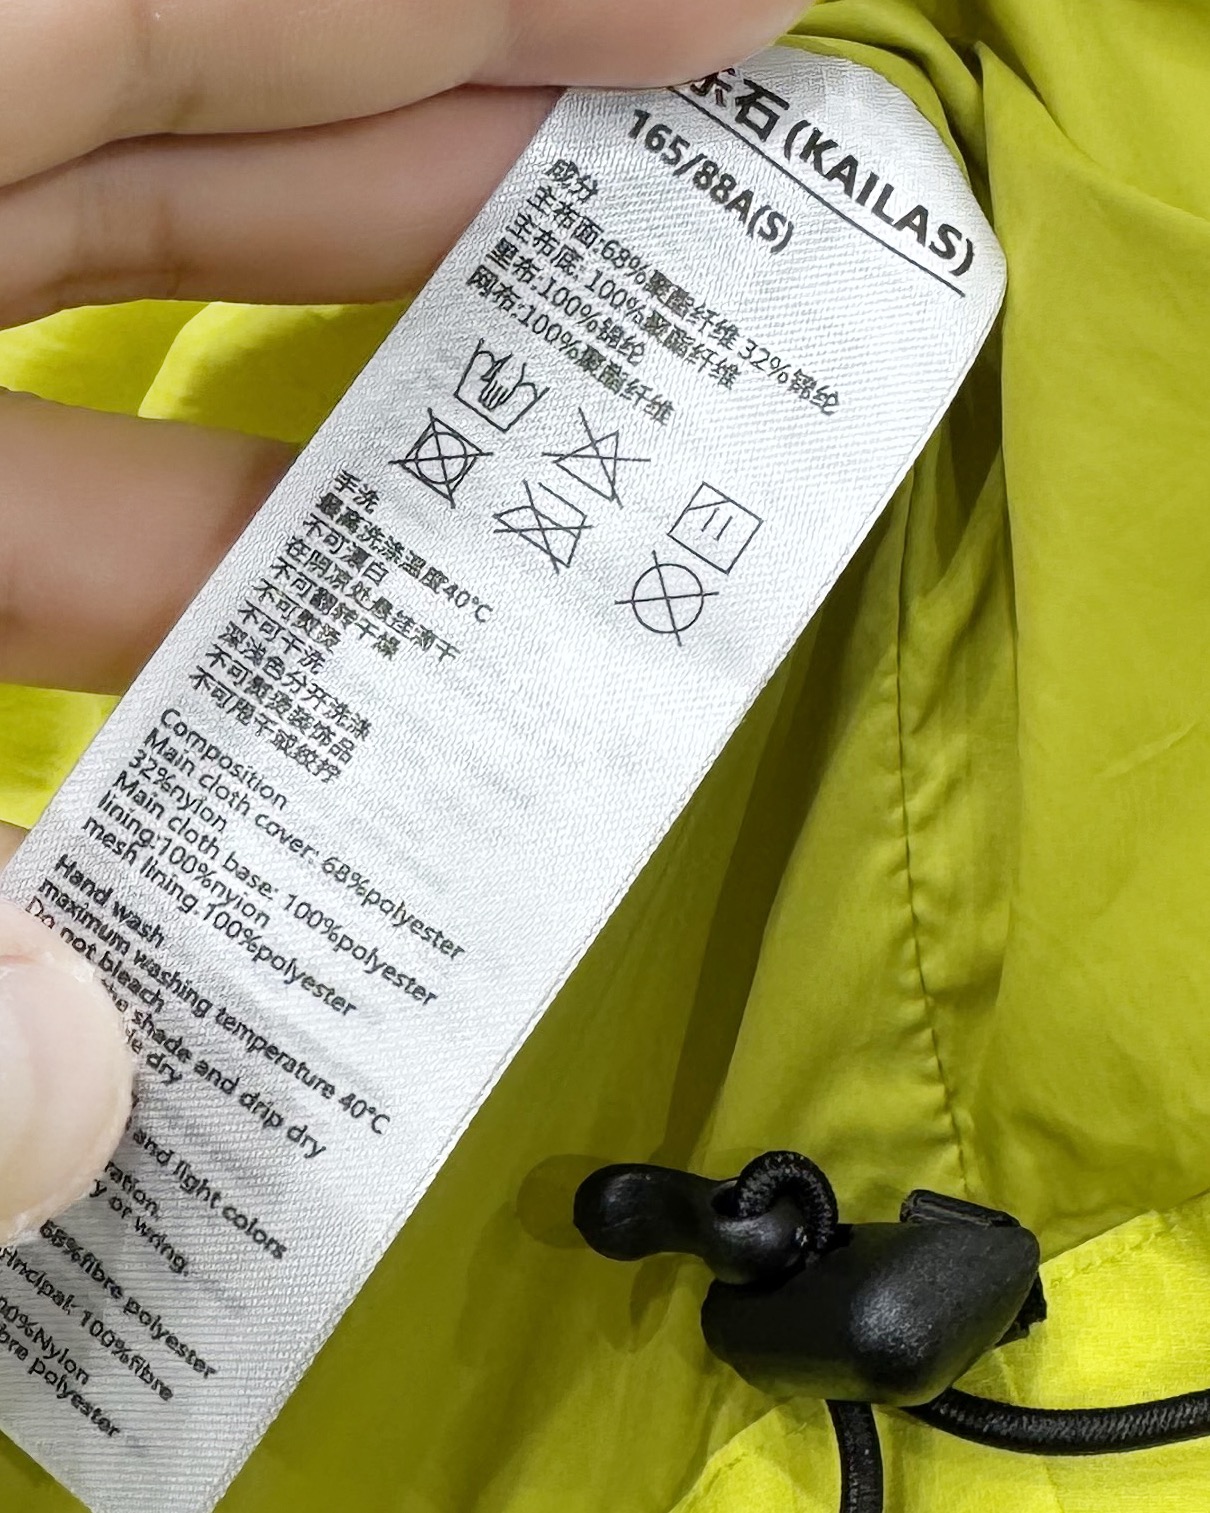 乐石 (KAILAS)
165/88A(S)
成分
主布面:68%聚酯纤维 32%锦纶
主布底: 100%聚酯纤维
里布:100%锦纶
网布:100%聚酯纤维
手洗
最高洗涤温度40°C
不可漂白
在阴凉处悬挂滴干
不可翻转干燥
不可熨烫
不可干洗
深浅色分开洗涤
不可熨烫装饰品
不可甩干或绞拧
Composition
Main cloth cover: 68%polyester
32%nylon
Main cloth base: 100%polyester
lining:100%nylon
mesh lining:100%polyester
Hand wash
maximum washing temperature 40°C
Do not bleach
the shade and drip dry
dry
and light colors
or wring.
68%fibre polyester
100%fibre
Nylon
polyester